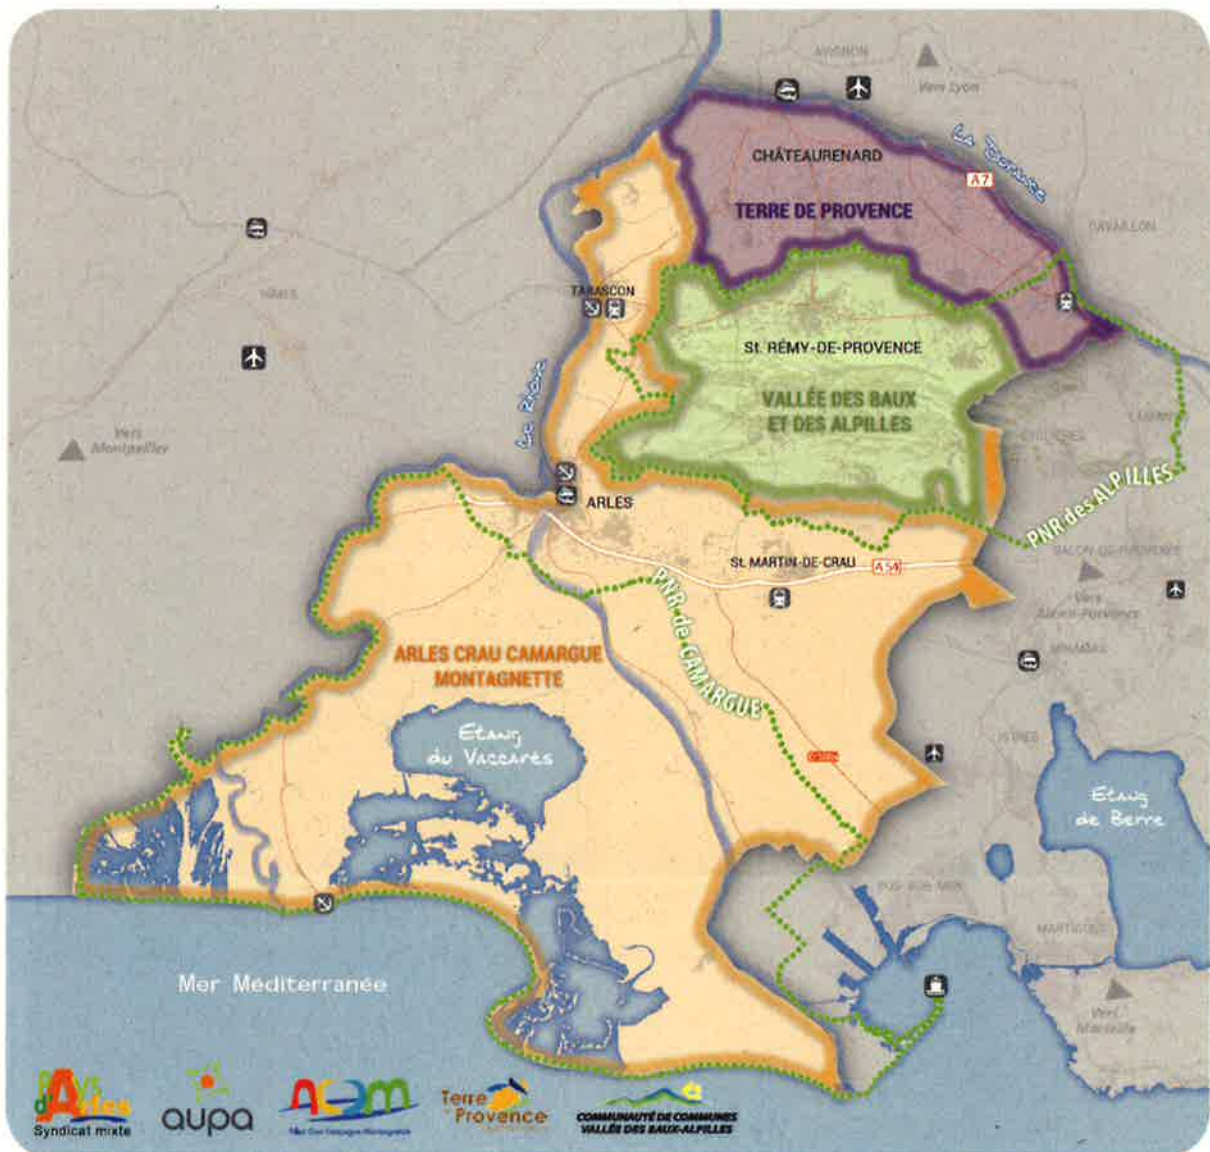 AVIGNON
Vers Lyon
La Durance
CHÂTEAURENARD
A7
TERRE DE PROVENCE
CAVAILLON
NÎMES
TARASCON
St. RÉMY-DE-PROVENCE
Le Rhône
VALLÉE DES BAUX
ET DES ALPILLES
Vers
Montpellier
PNR des ALPILLES
ARLES
SALON-DE-PROVENCE
St. MARTIN-DE-CRAU
A54
PNR de CAMARGUE
Vers
Aix-en-Provence
MIRAMAS
ARLES CRAU CAMARGUE
MONTAGNETTE
Etang
du Vaccarès
ISTRES
Etang
de Berre
FOS-SUR-MER
MARTIGUES
Mer Méditerranée
Vers
Marseille
Pays
d'Arles
Syndicat mixte
aupa
accm
Terre
de Provence
COMMUNAUTÉ DE COMMUNES
VALLÉE DES BAUX-ALPILLES